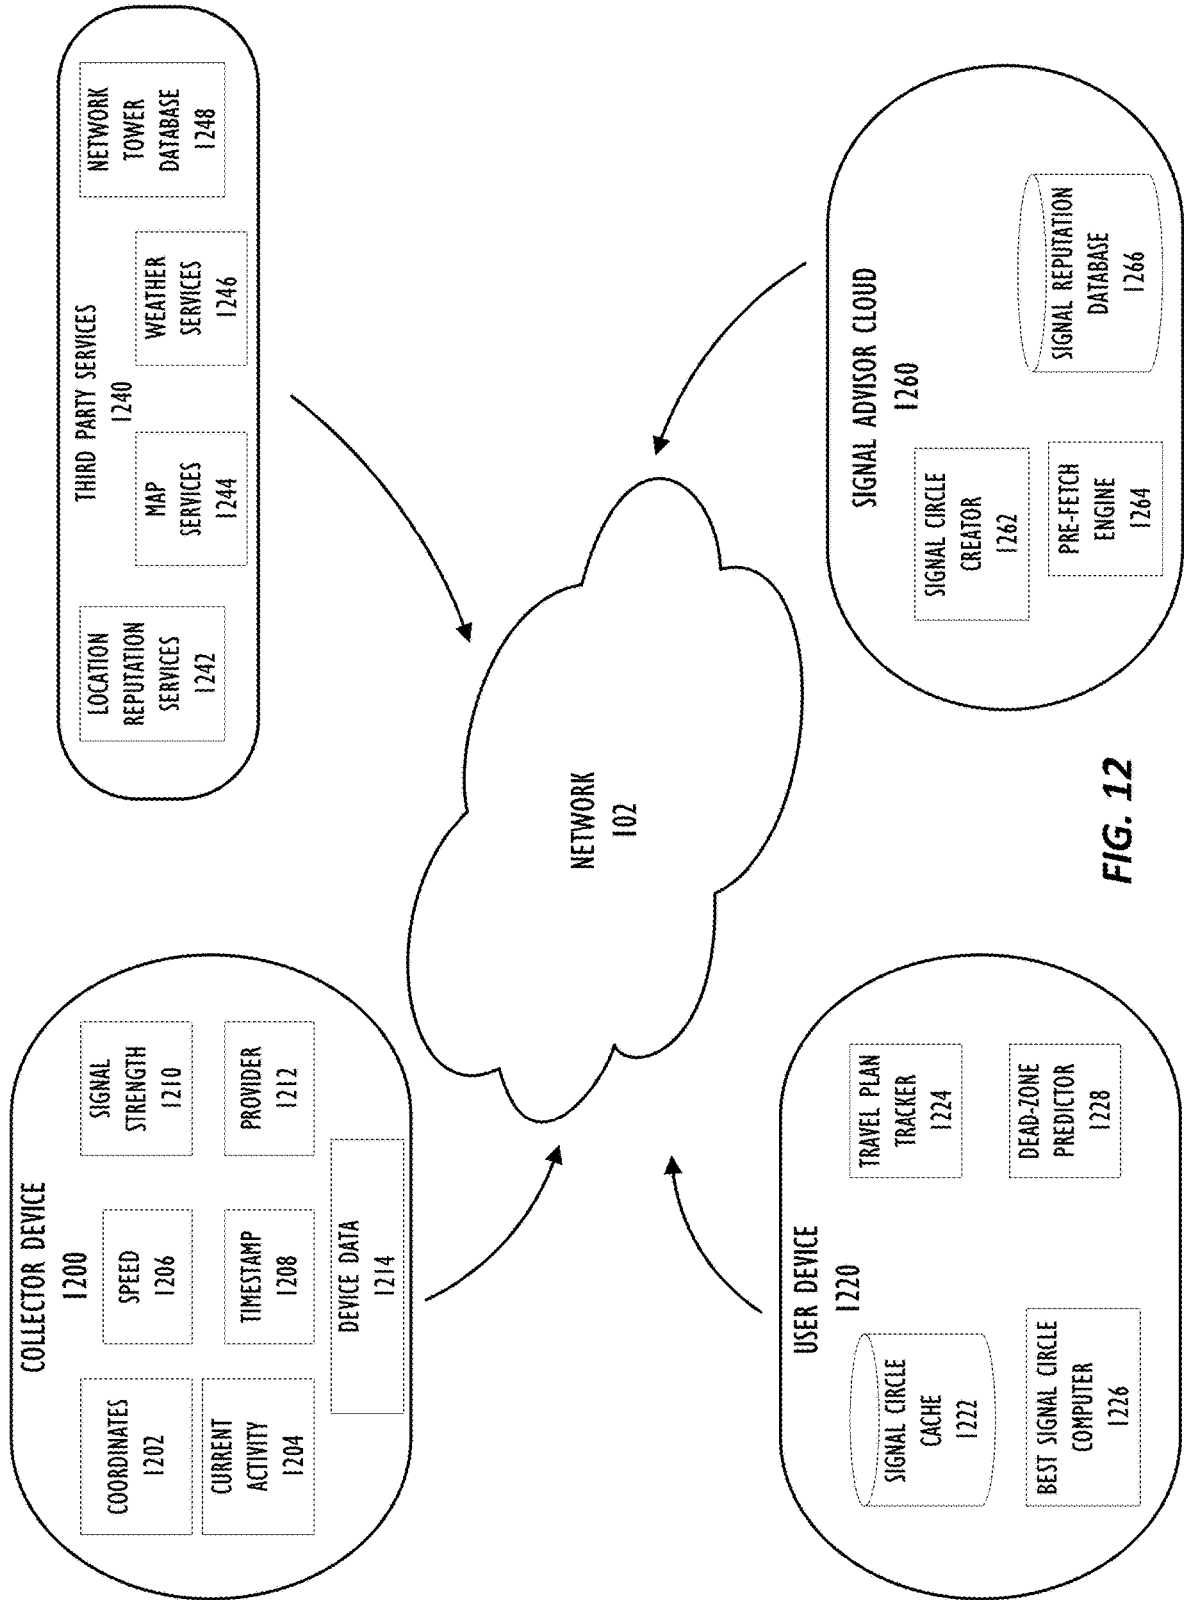 COLLECTOR DEVICE
1200
COORDINATES
1202
SPEED
1206
SIGNAL
STRENGTH
1210
CURRENT
ACTIVITY
1204
TIMESTAMP
1208
PROVIDER
1212
DEVICE DATA
1214
THIRD PARTY SERVICES
1240
LOCATION
REPUTATION
SERVICES
1242
MAP
SERVICES
1244
WEATHER
SERVICES
1246
NETWORK
TOWER
DATABASE
1248
NETWORK
102
USER DEVICE
1220
SIGNAL CIRCLE
CACHE
1222
TRAVEL PLAN
TRACKER
1224
BEST SIGNAL CIRCLE
COMPUTER
1226
DEAD-ZONE
PREDICTOR
1228
SIGNAL ADVISOR CLOUD
1260
SIGNAL CIRCLE
CREATOR
1262
PRE-FETCH
ENGINE
1264
SIGNAL REPUTATION
DATABASE
1266
FIG. 12